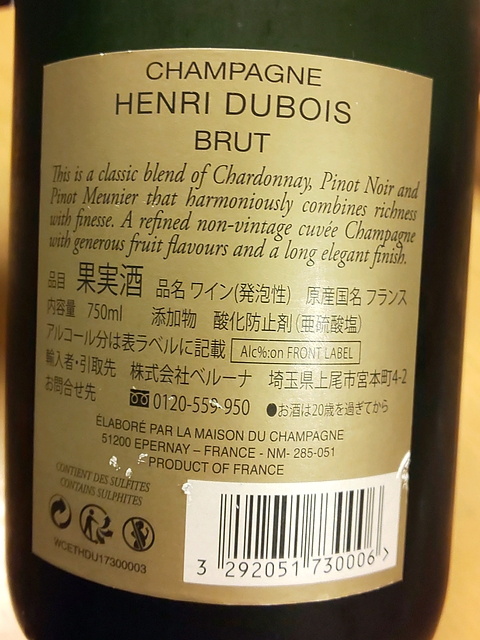 CHAMPAGNE
HENRI DUBOIS
BRUT
This is a classic blend of Chardonnay, Pinot Noir and
Pinot Meunier that harmoniously combines richness
with finesse. A refined non-vintage cuvée Champagne
with generous fruit flavours and a long elegant finish.
品目 果実酒 品名 ワイン(発泡性) 原産国名 フランス
内容量 750ml 添加物 酸化防止剤(亜硫酸塩)
アルコール分は表ラベルに記載 Alc%:on FRONT LABEL
輸入者・引取先 株式会社ベルーナ 埼玉県上尾市宮本町4-2
お問合せ先 0120-559-950 ●お酒は20歳を過ぎてから
ÉLABORÉ PAR LA MAISON DU CHAMPAGNE
51200 EPERNAY – FRANCE - NM- 285-051
PRODUCT OF FRANCE
CONTIENT DES SULFITES
CONTAINS SULPHITES
WCETHDU17300003
3 292051 730006 >